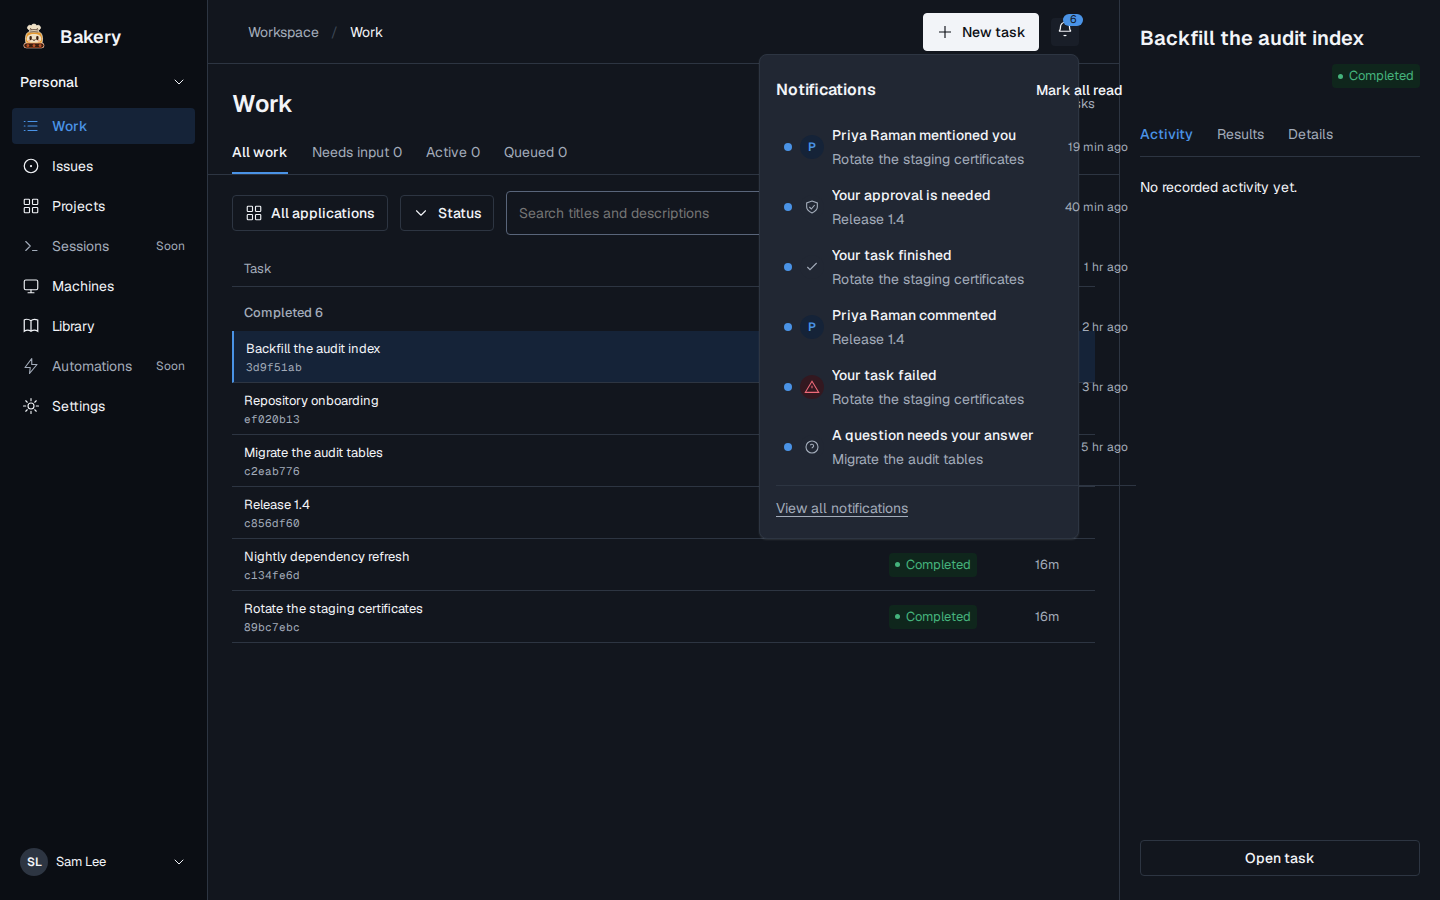 Bakery
Personal
Work
Issues
Projects
Sessions Soon
Machines
Library
Automations Soon
Settings
SL Sam Lee
Workspace / Work
New task
6
Work
All work Needs input 0 Active 0 Queued 0
All applications
Status
Search titles and descriptions
Task
Completed 6
Backfill the audit index
3d9f51ab
Repository onboarding
ef020b13
Migrate the audit tables
c2eab776
Release 1.4
c856df60
Nightly dependency refresh
c134fe6d
Completed 16m
Rotate the staging certificates
89bc7ebc
Completed 16m
Notifications Mark all read
P Priya Raman mentioned you
Rotate the staging certificates
19 min ago
Your approval is needed
Release 1.4
40 min ago
Your task finished
Rotate the staging certificates
1 hr ago
P Priya Raman commented
Release 1.4
2 hr ago
Your task failed
Rotate the staging certificates
3 hr ago
A question needs your answer
Migrate the audit tables
5 hr ago
View all notifications
Backfill the audit index
Completed
Activity Results Details
No recorded activity yet.
Open task